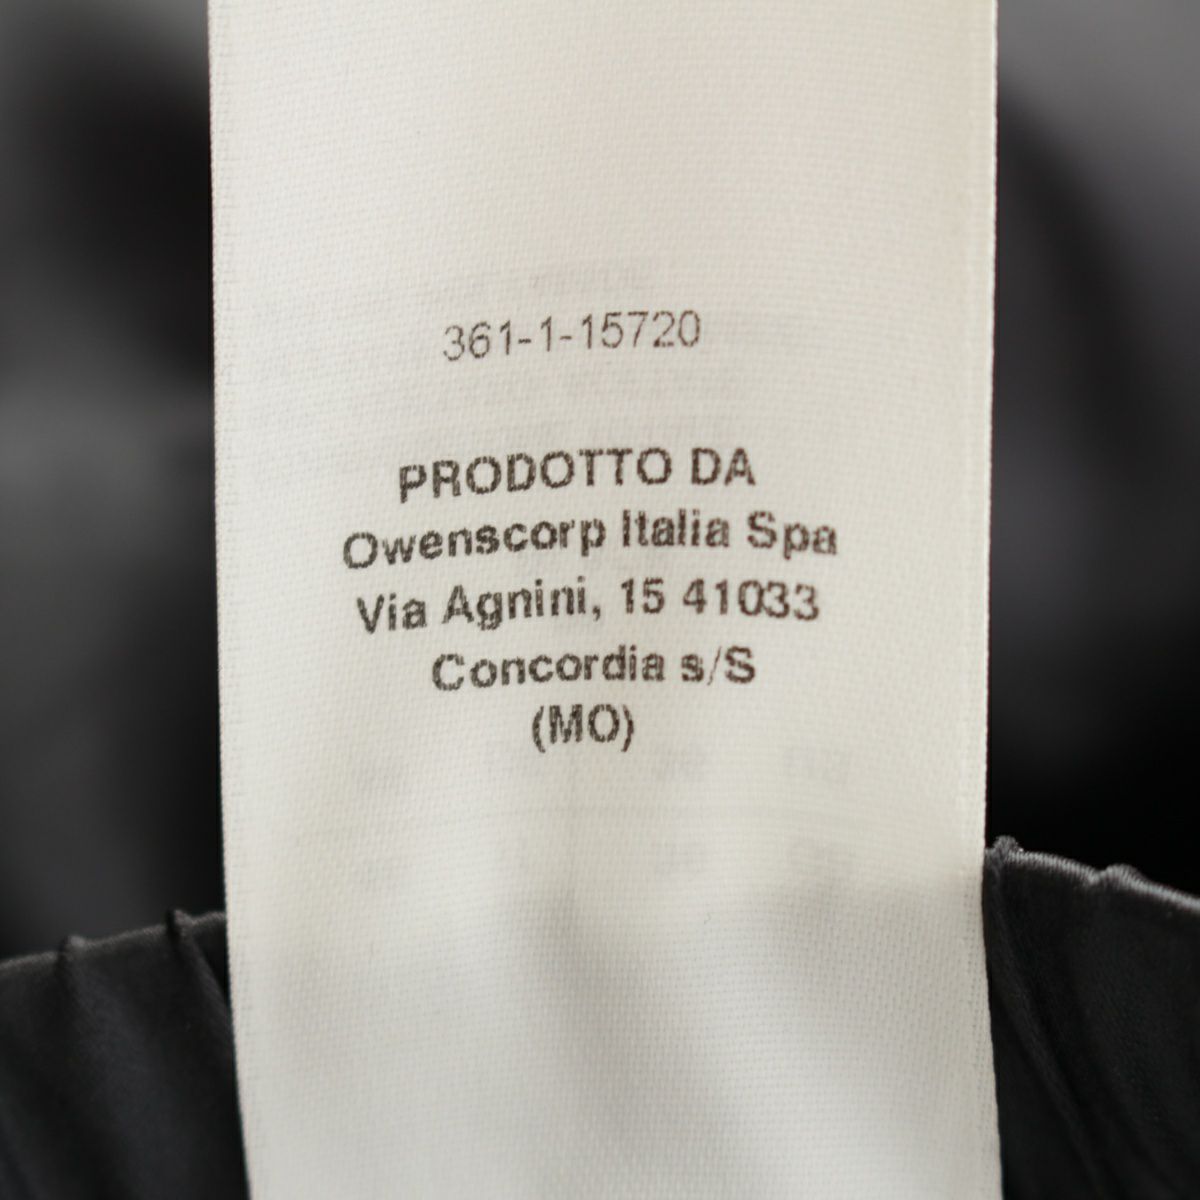 361-1-15720
PRODOTTO DA
Owenscorp Italia Spa
Via Agnini, 15 41033
Concordia s/S
(MO)